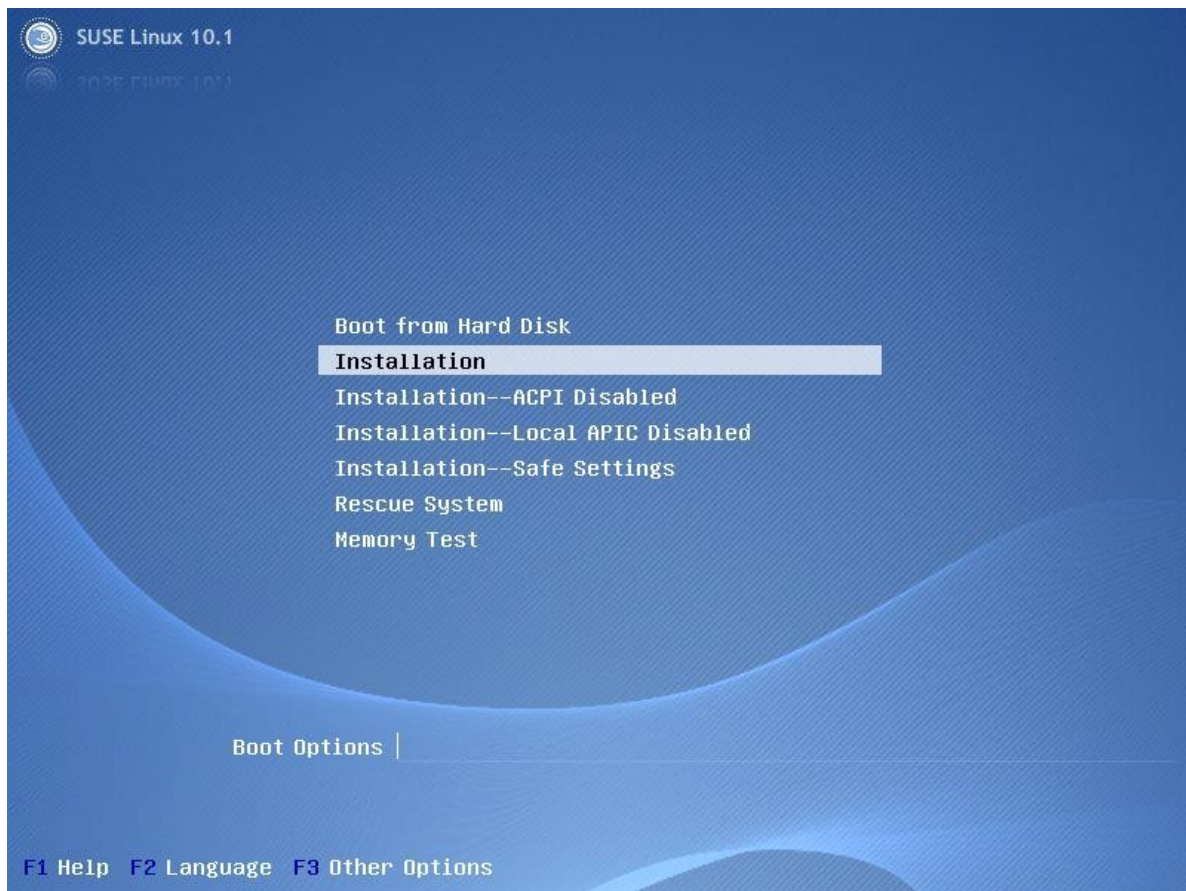 SUSE Linux 10.1
Boot from Hard Disk
Installation
Installation--ACPI Disabled
Installation--Local APIC Disabled
Installation--Safe Settings
Rescue System
Memory Test
Boot Options
F1 Help F2 Language F3 Other Options